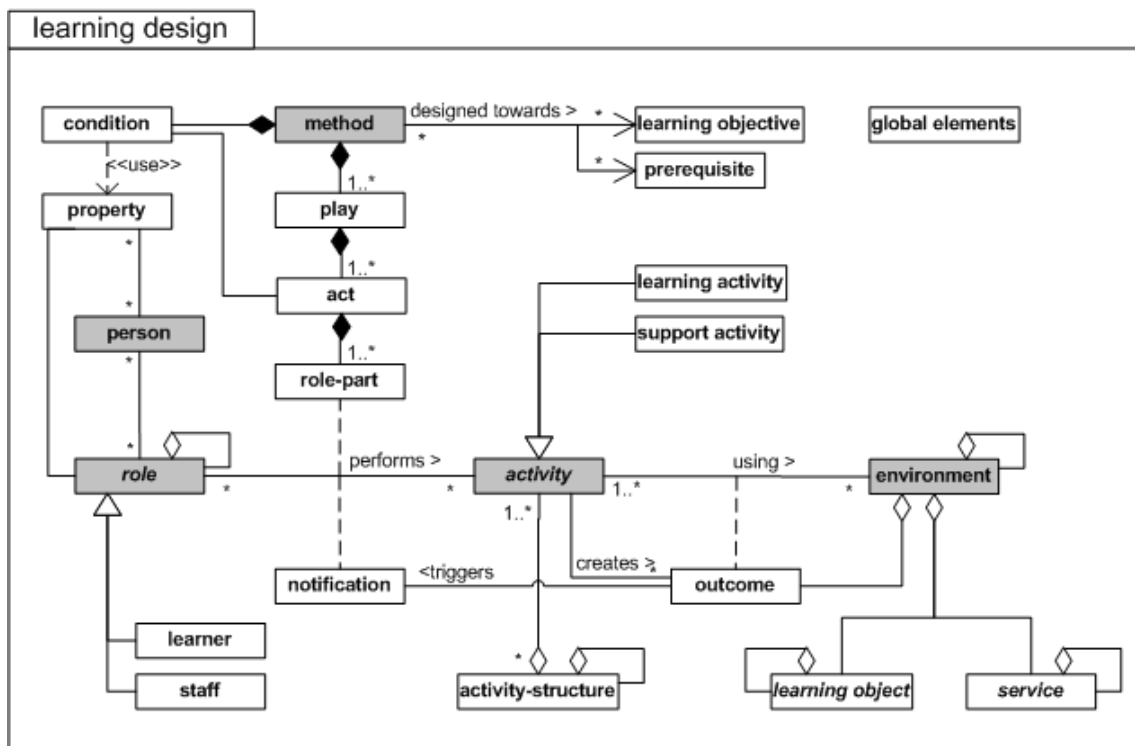 learning design
condition
method
designed towards >
*
*
learning objective
global elements
<<use>>
*
prerequisite
1..*
property
play
*
1..*
act
learning activity
*
person
support activity
*
1..*
role-part
*
role
performs >
activity
using >
environment
*
*
1..*
*
1..*
notification
<triggers
creates >
*
outcome
learner
*
staff
activity-structure
learning object
service